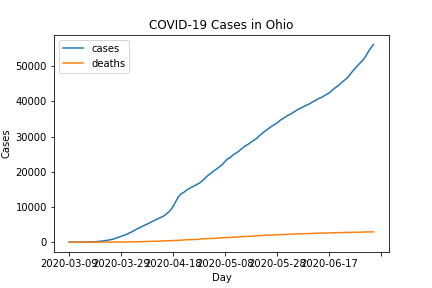 COVID-19 Cases in Ohio
cases
deaths
50000
40000
30000
20000
10000
0
Cases
2020-03-09 2020-03-29 2020-04-18 2020-05-08 2020-05-28 2020-06-17
Day